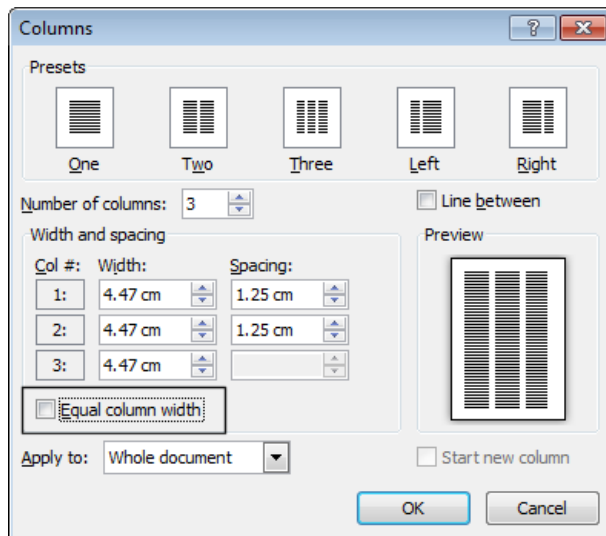 Columns
Presets
One Two Three Left Right
Number of columns: 3 Line between
Width and spacing Preview
Col #: Width: Spacing:
1: 4.47 cm 1.25 cm
2: 4.47 cm 1.25 cm
3: 4.47 cm
Equal column width
Apply to: Whole document Start new column
OK Cancel